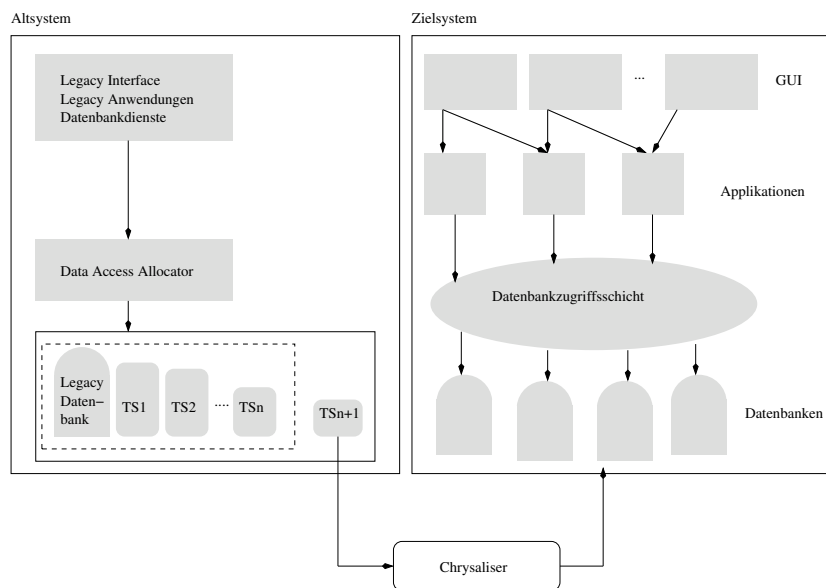 Altsystem
Legacy Interface
Legacy Anwendungen
Datenbankdienste
Data Access Allocator
Legacy
Daten−
bank
TS1
TS2
....
TSn
TSn+1
Zielsystem
...
GUI
Applikationen
Datenbankzugriffsschicht
Datenbanken
Chrysaliser